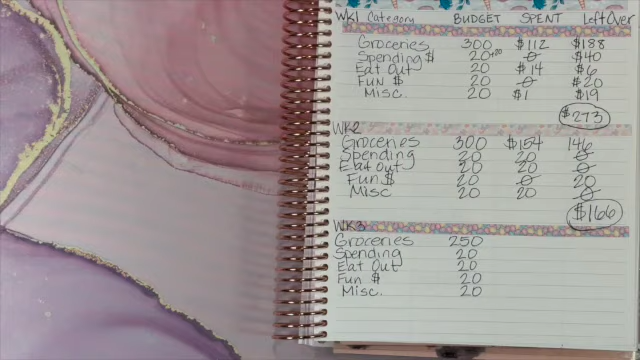 WK1 Category BUDGET SPENT Left Over
Groceries 300 $112 $188
Spending $ 20+20 0 $40
Eat Out 20 $14 $6
Fun $ 20 0 $20
Misc. 20 $1 $19
$273
WK2
Groceries 300 $154 146
Spending 20 20 0
Eat Out 20 20 0
Fun $ 20 0 20
Misc 20 20 0
$166
WK3
Groceries 250
Spending 20
Eat Out 20
Fun $ 20
Misc. 20